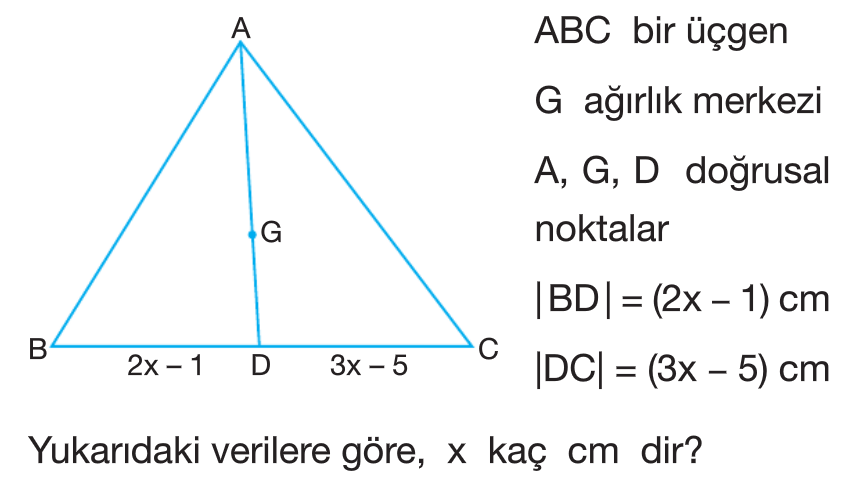 A
ABC bir üçgen
G ağırlık merkezi
A, G, D doğrusal
noktalar
G
|BD| = (2x – 1) cm
B
C
2x – 1 D 3x – 5
|DC| = (3x – 5) cm
Yukarıdaki verilere göre, x kaç cm dir?